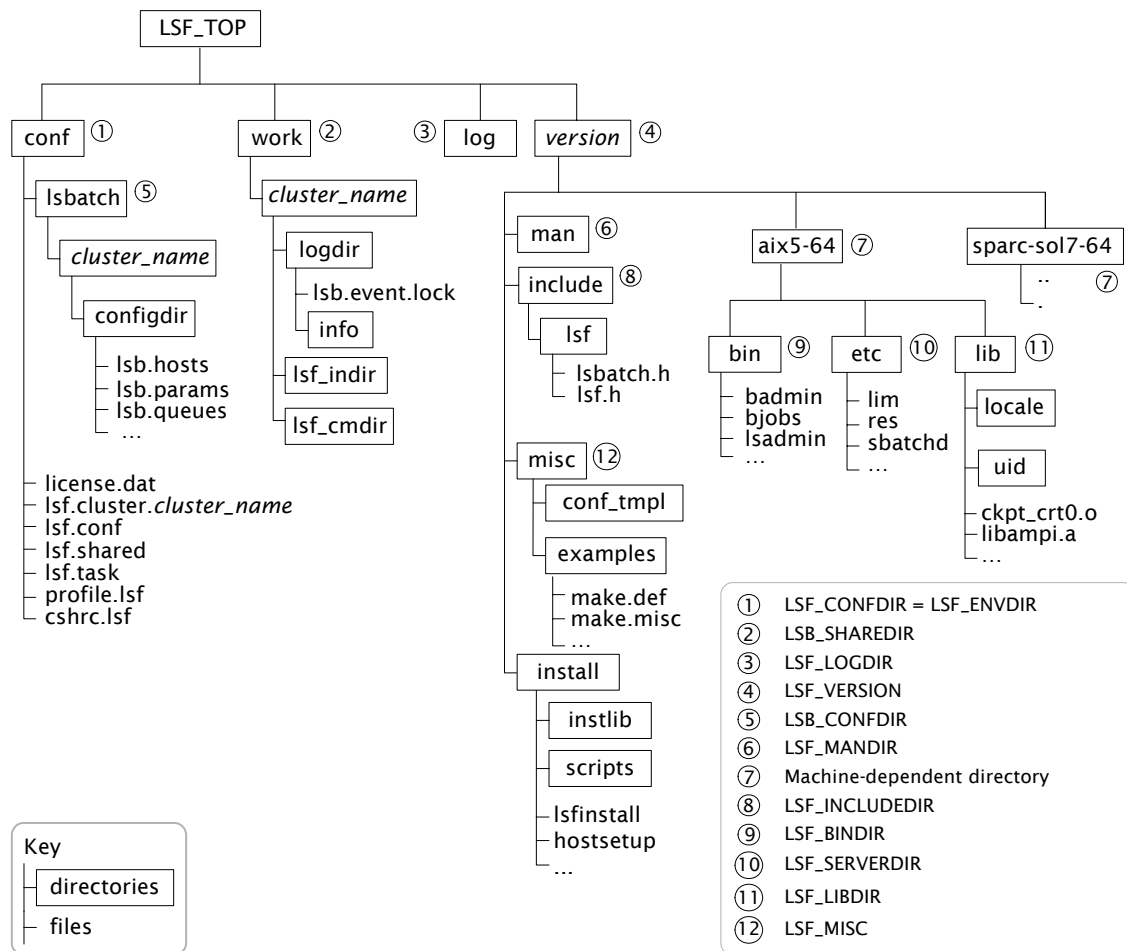 LSF_TOP
conf ①
work ②
③ log
version ④
lsbatch ⑤
cluster_name
configdir
lsb.hosts
lsb.params
lsb.queues
...
license.dat
lsf.cluster.cluster_name
lsf.conf
lsf.shared
lsf.task
profile.lsf
cshrc.lsf
cluster_name
logdir
lsb.event.lock
info
lsf_indir
lsf_cmdir
man ⑥
include ⑧
lsf
lsbatch.h
lsf.h
misc ⑫
conf_tmpl
examples
make.def
make.misc
...
install
instlib
scripts
lsfinstall
hostsetup
...
aix5-64 ⑦
bin ⑨
badmin
bjobs
lsadmin
...
etc ⑩
lim
res
sbatchd
...
lib ⑪
locale
uid
ckpt_crt0.o
libampi.a
...
sparc-sol7-64
..
⑦
.
① LSF_CONFDIR = LSF_ENVDIR
② LSB_SHAREDIR
③ LSF_LOGDIR
④ LSF_VERSION
⑤ LSB_CONFDIR
⑥ LSF_MANDIR
⑦ Machine-dependent directory
⑧ LSF_INCLUDEDIR
⑨ LSF_BINDIR
⑩ LSF_SERVERDIR
⑪ LSF_LIBDIR
⑫ LSF_MISC
Key
directories
files